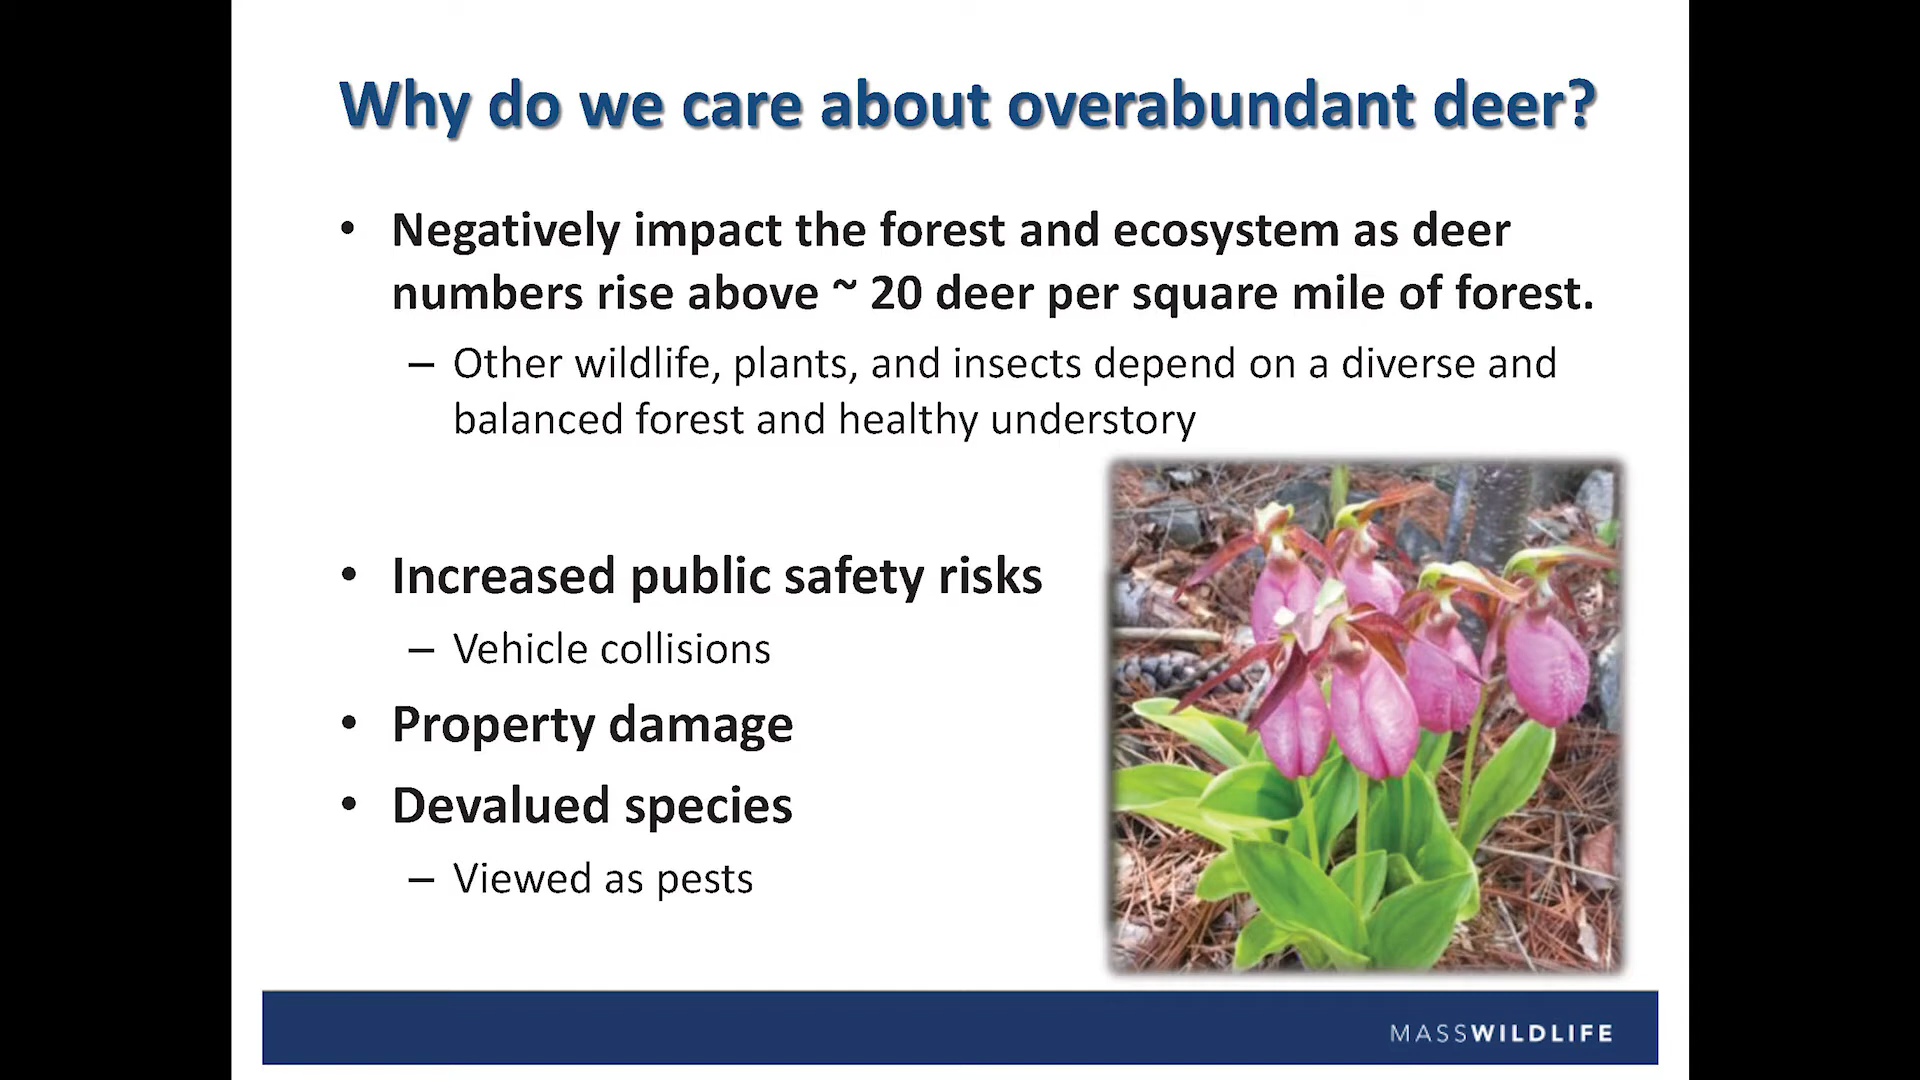 Why do we care about overabundant deer?
• Negatively impact the forest and ecosystem as deer
numbers rise above ~ 20 deer per square mile of forest.
– Other wildlife, plants, and insects depend on a diverse and
balanced forest and healthy understory
• Increased public safety risks
– Vehicle collisions
• Property damage
• Devalued species
– Viewed as pests
MASSWILDLIFE